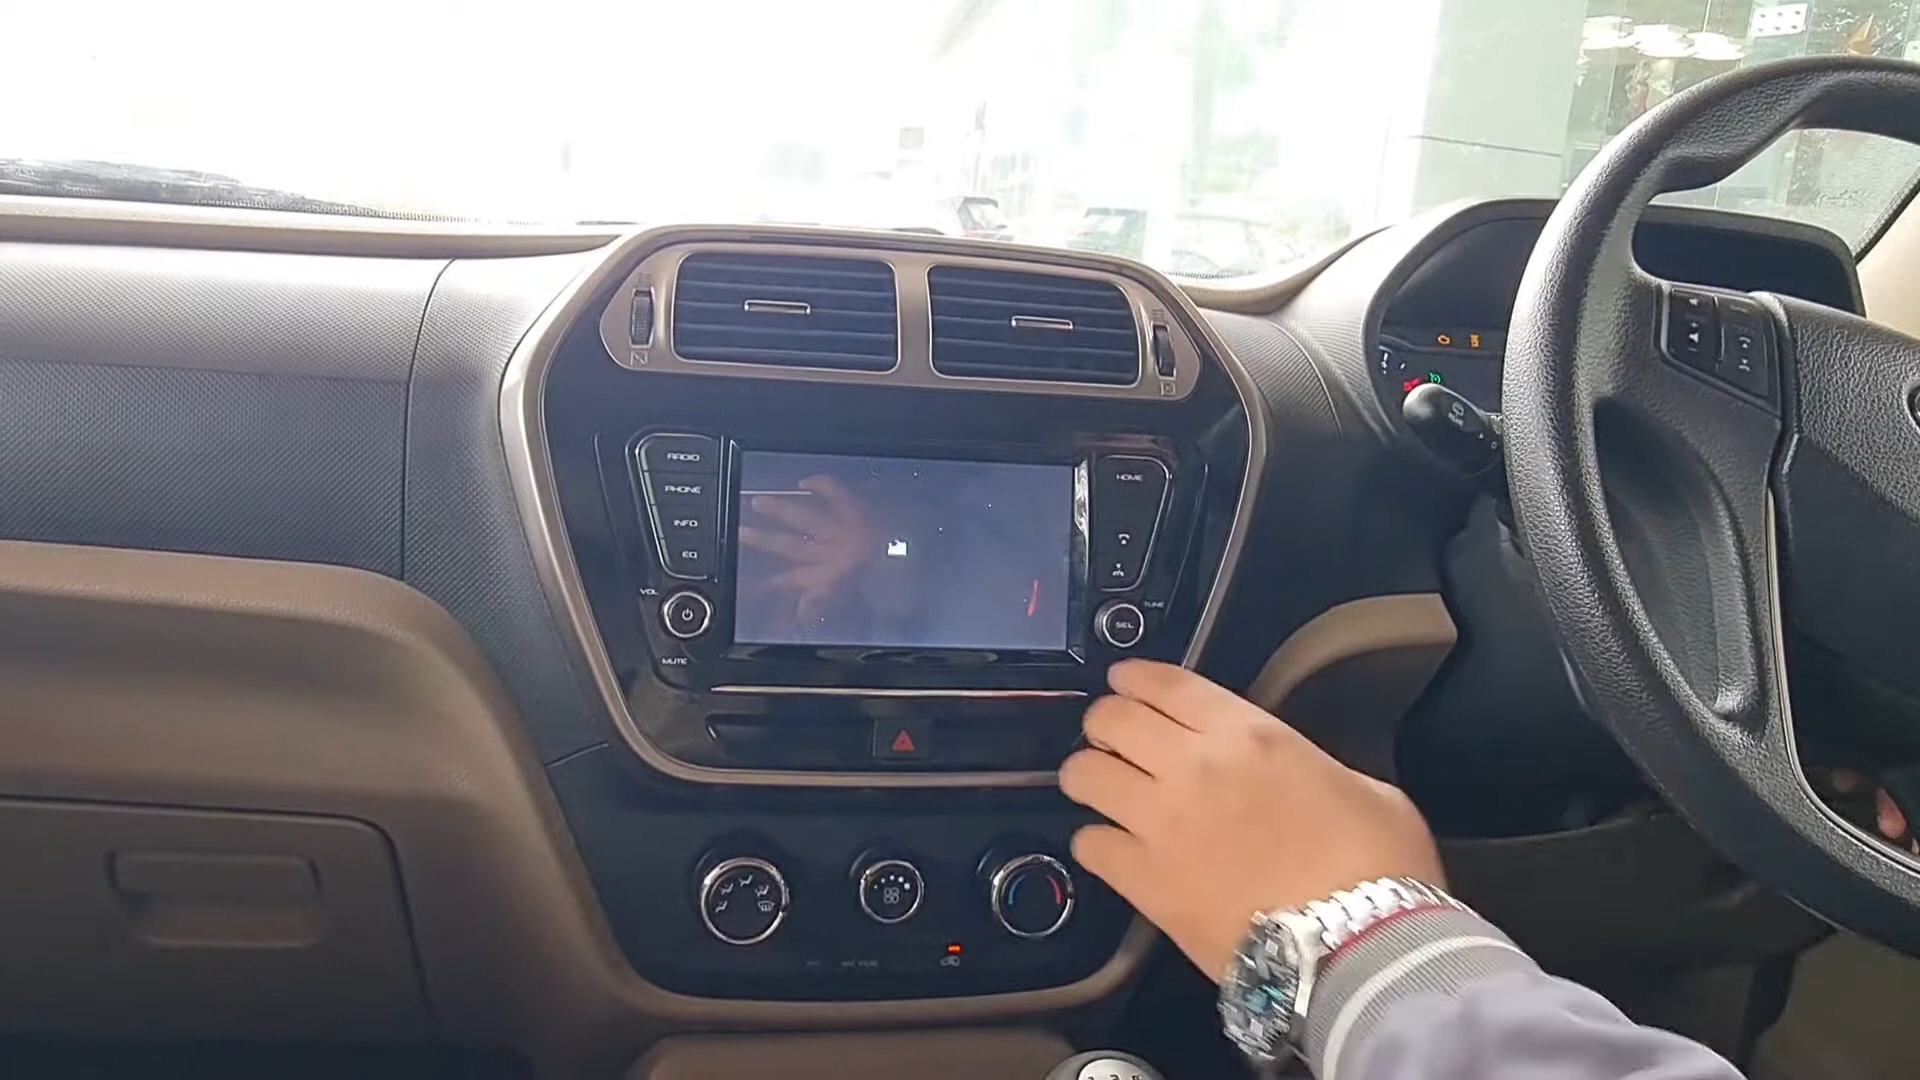 RADIO
PHONE
INFO
EQ
VOL
MUTE
HOME
TUNE
SEL